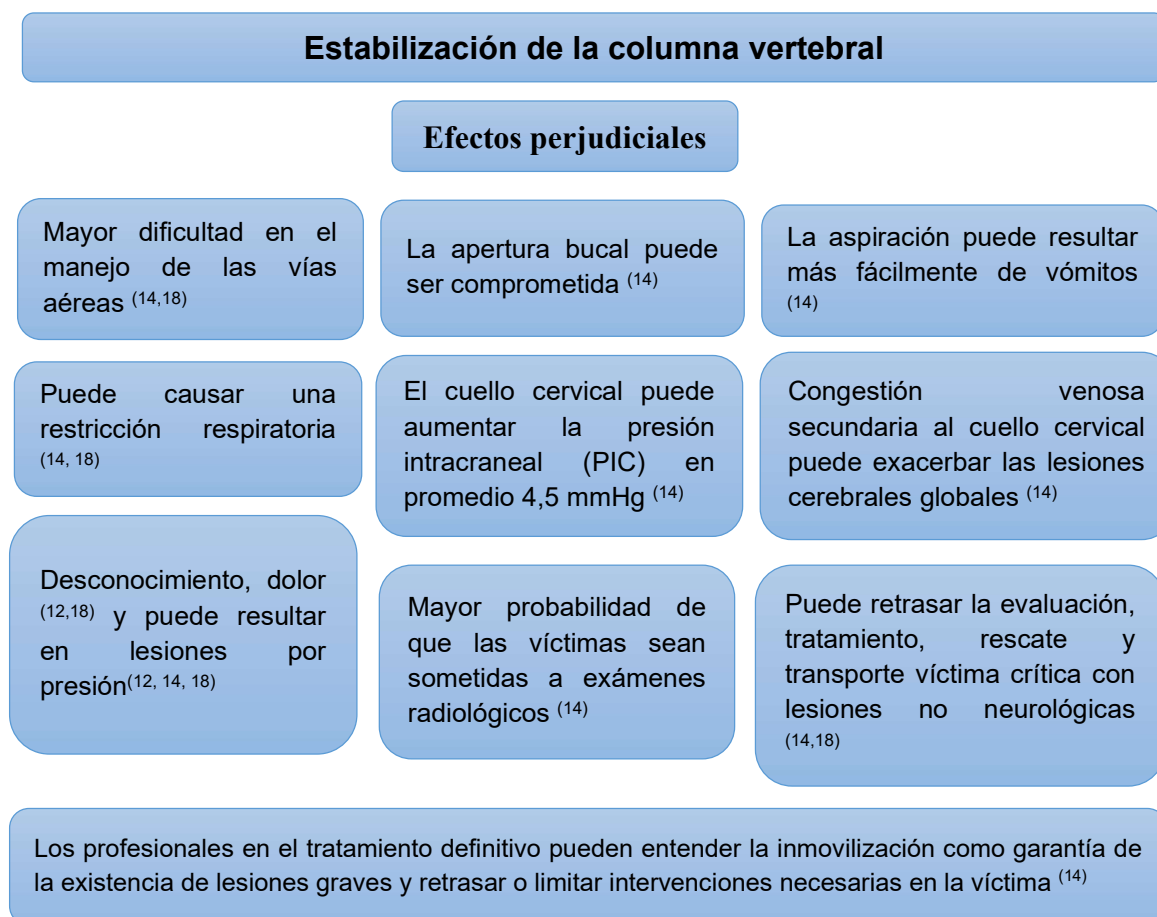 Estabilización de la columna vertebral
Efectos perjudiciales
Mayor dificultad en el
manejo de las vías
aéreas (14,18)
La apertura bucal puede
ser comprometida (14)
La aspiración puede resultar
más fácilmente de vómitos
(14)
Puede causar una
restricción respiratoria
(14, 18)
El cuello cervical puede
aumentar la presión
intracraneal (PIC) en
promedio 4,5 mmHg (14)
Congestión venosa
secundaria al cuello cervical
puede exacerbar las lesiones
cerebrales globales (14)
Desconocimiento, dolor
(12,18) y puede resultar
en lesiones por
presión(12, 14, 18)
Mayor probabilidad de
que las víctimas sean
sometidas a exámenes
radiológicos (14)
Puede retrasar la evaluación,
tratamiento, rescate y
transporte víctima crítica con
lesiones no neurológicas
(14,18)
Los profesionales en el tratamiento definitivo pueden entender la inmovilización como garantía de
la existencia de lesiones graves y retrasar o limitar intervenciones necesarias en la víctima (14)